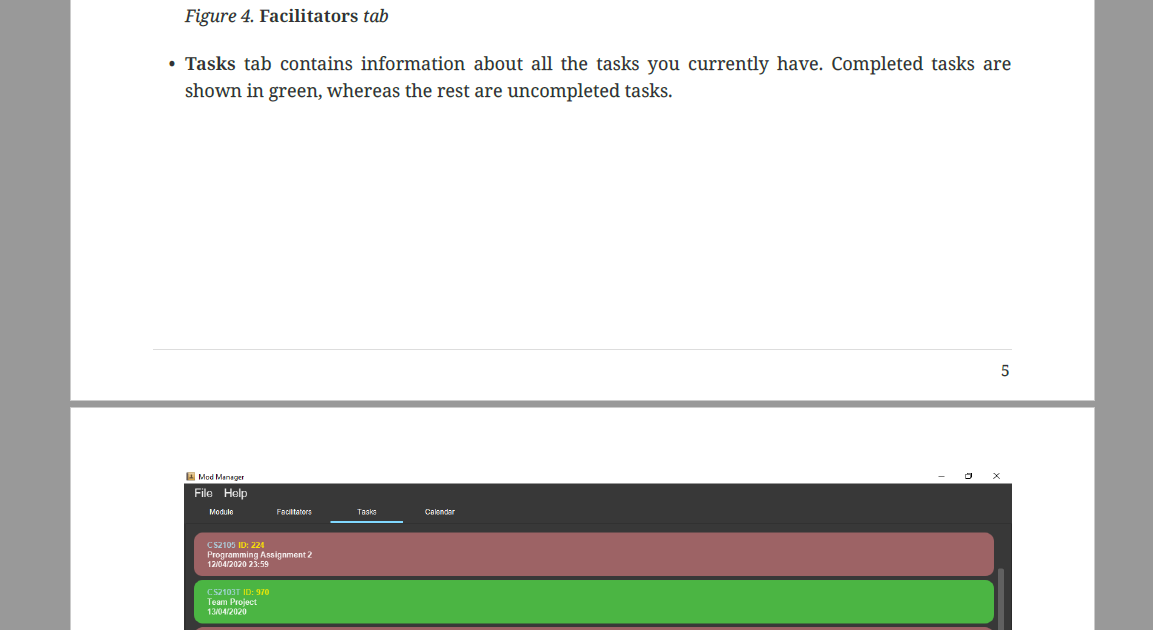 Figure 4. Facilitators tab
• Tasks tab contains information about all the tasks you currently have. Completed tasks are
shown in green, whereas the rest are uncompleted tasks.
5
Mod Manager
File Help
Module Facilitators Tasks Calendar
CS2105 ID: 224
Programming Assignment 2
12/04/2020 23:59
CS2103T ID: 970
Team Project
13/04/2020